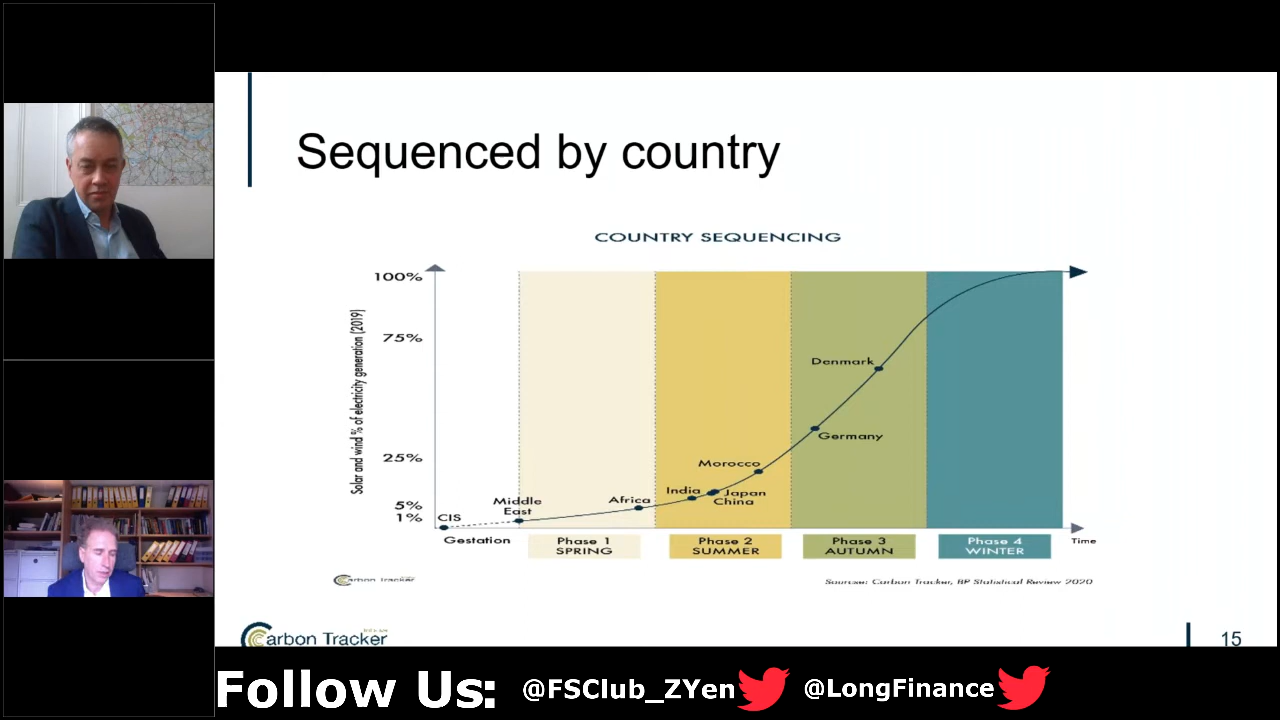 Sequenced by country
COUNTRY SEQUENCING
Solar and wind % of electricity generation (2019)
100%
75%
25%
5%
1%
CIS
Middle
East
Africa
India
Japan
China
Morocco
Germany
Denmark
Gestation
Phase 1
SPRING
Phase 2
SUMMER
Phase 3
AUTUMN
Phase 4
WINTER
Time
Carbon Tracker
Sources: Carbon Tracker, BP Statistical Review 2020
Carbon Tracker
15
Follow Us: @FSClub_ZYen @LongFinance